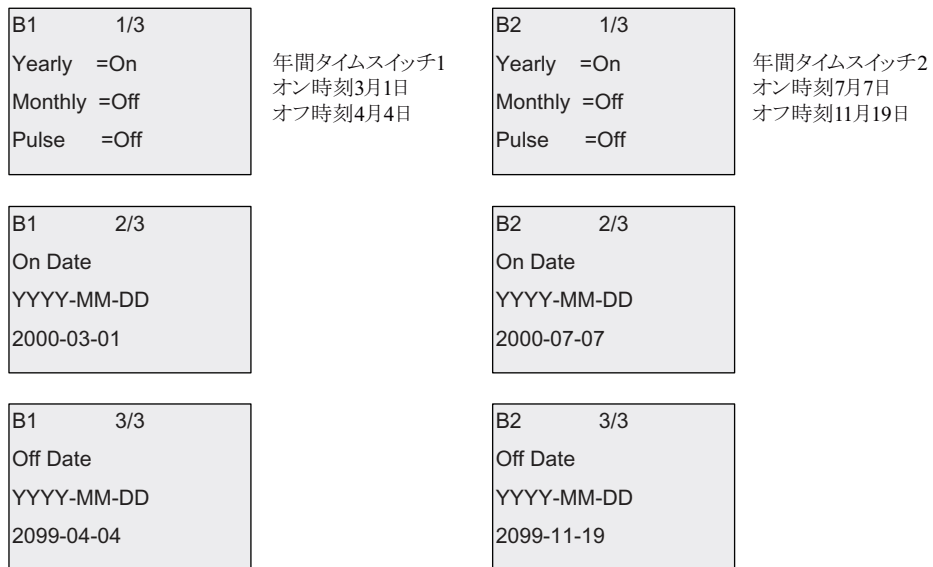 B1 1/3
Yearly =On
Monthly =Off
Pulse =Off
年間タイムスイッチ1
オン時刻3月1日
オフ時刻4月4日
B2 1/3
Yearly =On
Monthly =Off
Pulse =Off
年間タイムスイッチ2
オン時刻7月7日
オフ時刻11月19日
B1 2/3
On Date
YYYY-MM-DD
2000-03-01
B2 2/3
On Date
YYYY-MM-DD
2000-07-07
B1 3/3
Off Date
YYYY-MM-DD
2099-04-04
B2 3/3
Off Date
YYYY-MM-DD
2099-11-19